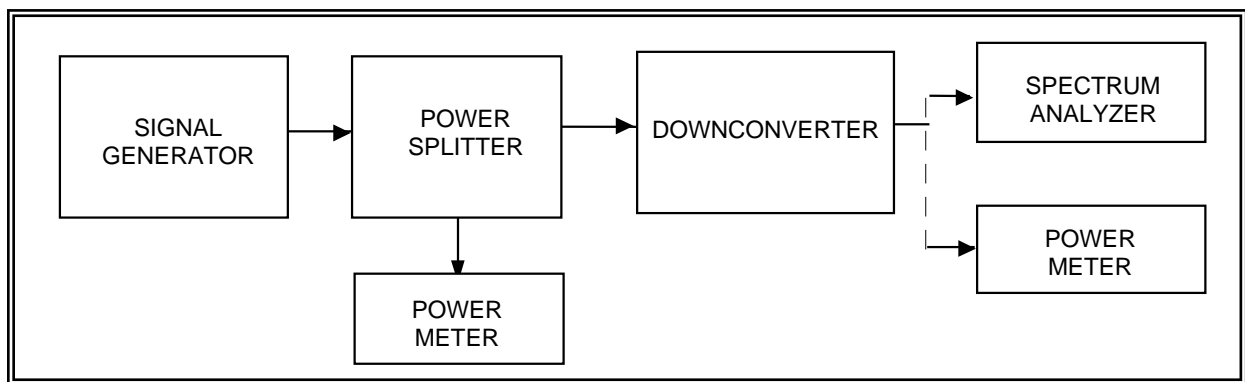 SIGNAL
GENERATOR
POWER
SPLITTER
DOWNCONVERTER
SPECTRUM
ANALYZER
POWER
METER
POWER
METER